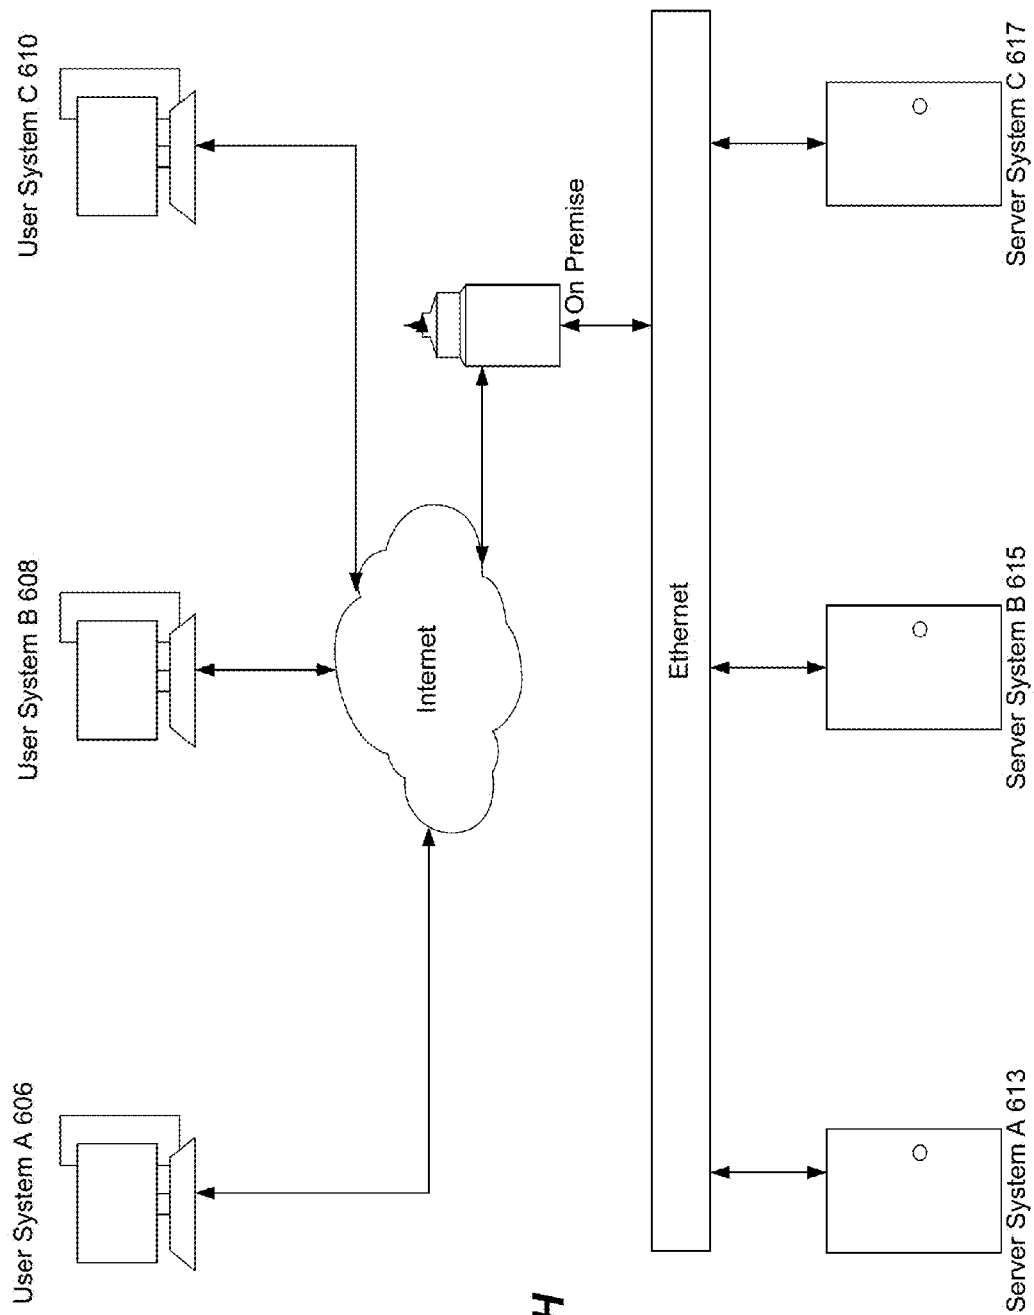 User System A 606
User System B 608
User System C 610
Internet
On Premise
Ethernet
Server System A 613
Server System B 615
Server System C 617
H